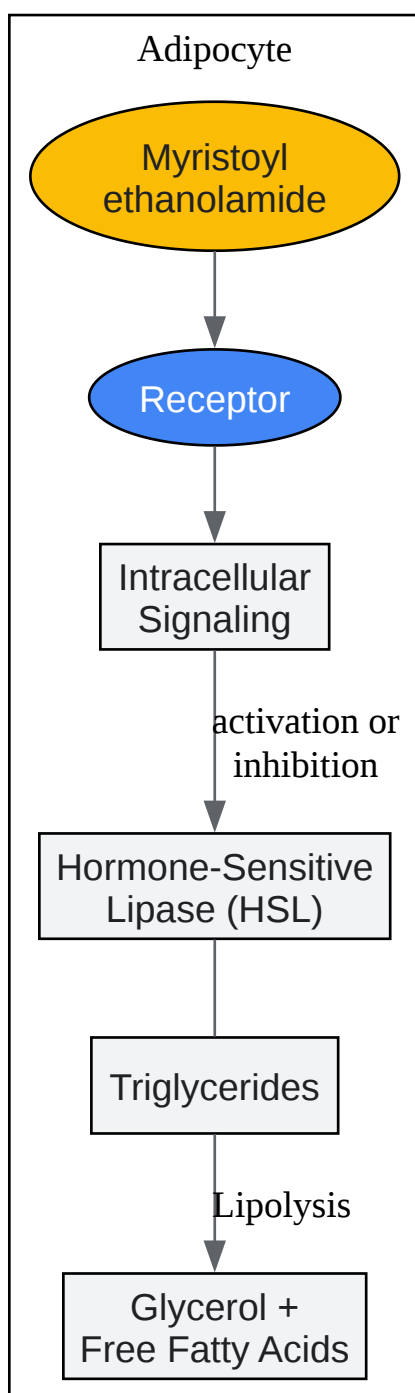 Adipocyte
Myristoyl
ethanolamide
Receptor
Intracellular
Signaling
activation or
inhibition
Hormone-Sensitive
Lipase (HSL)
Triglycerides
Lipolysis
Glycerol +
Free Fatty Acids